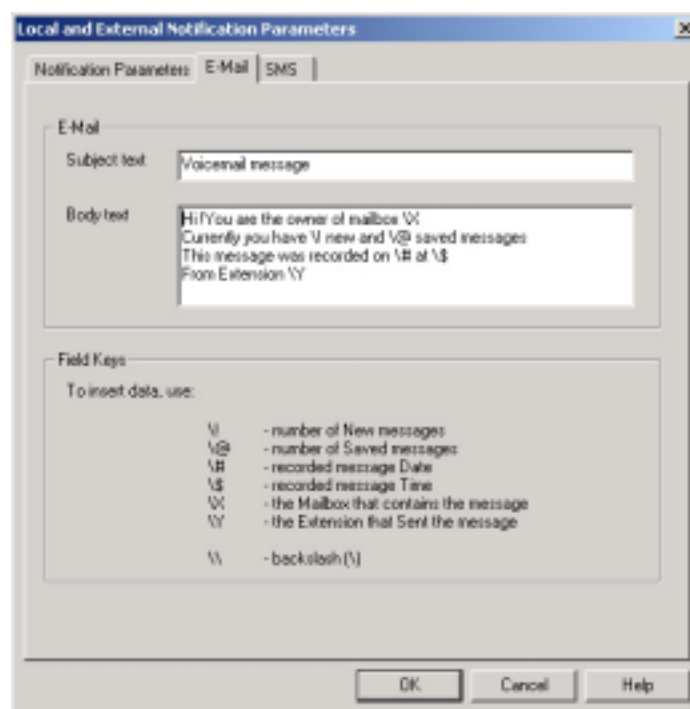 Local and External Notification Parameters
Notification Parameters E-Mail SMS
E-Mail
Subject text Voicemail message
Body text Hi!You are the owner of mailbox \X
Currently you have \! new and \@ saved messages
This message was recorded on \# at \$
From Extension \Y
Field Keys
To insert data, use:
\! - number of New messages
\@ - number of Saved messages
\# - recorded message Date
\$ - recorded message Time
\X - the Mailbox that contains the message
\Y - the Extension that Sent the message
\\ - backslash (\)
OK Cancel Help